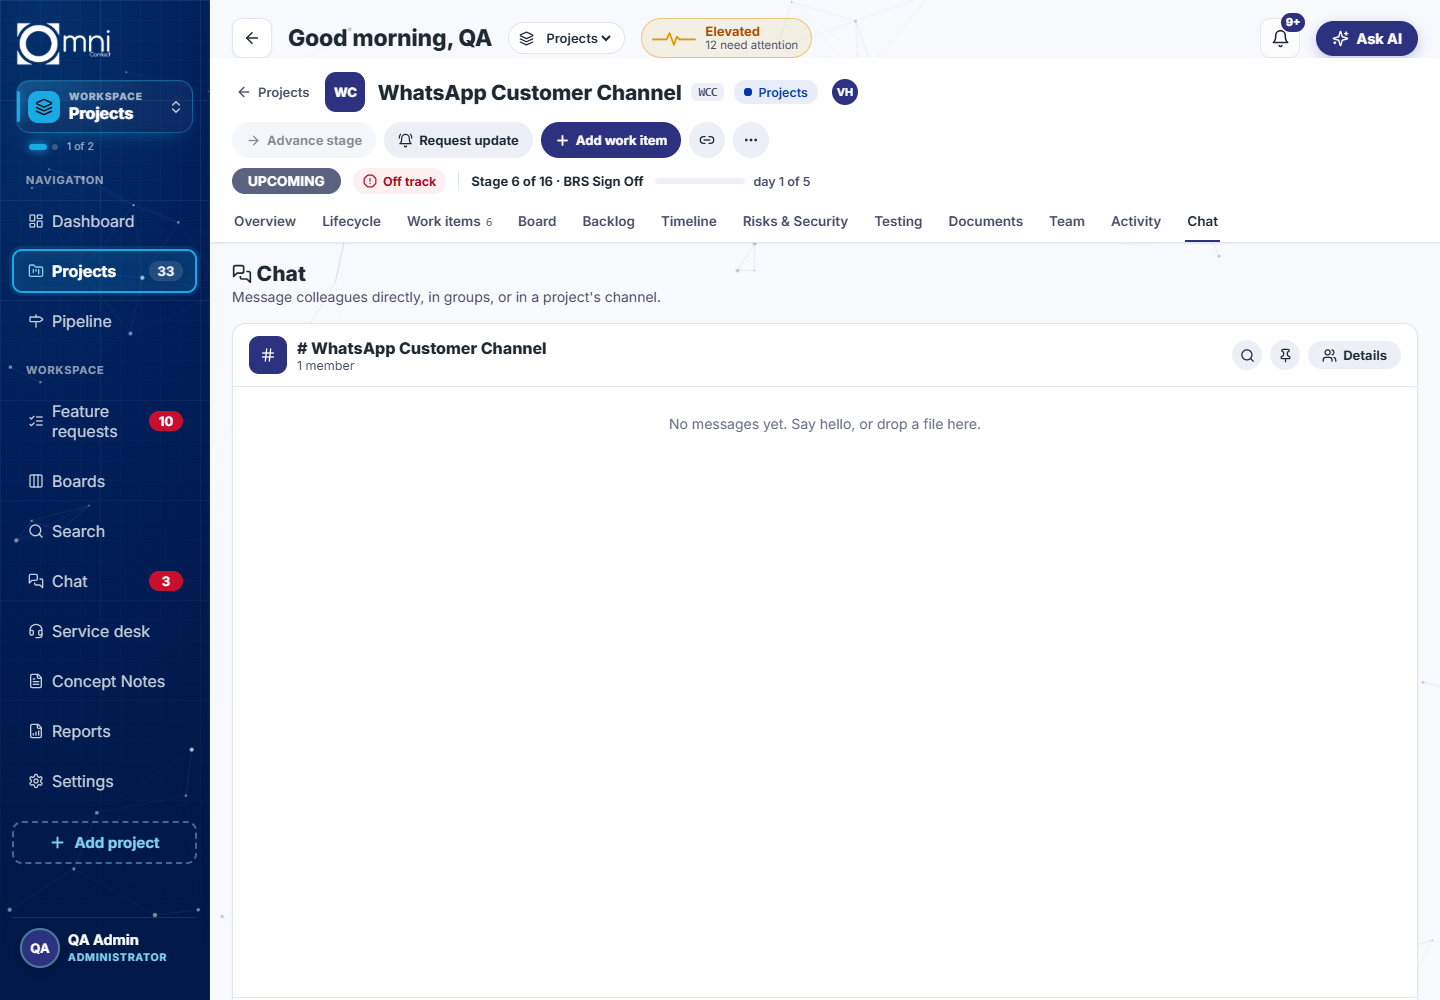 Omni
Contact
WORKSPACE
Projects
1 of 2
NAVIGATION
Dashboard
Projects 33
Pipeline
WORKSPACE
Feature
requests 10
Boards
Search
Chat 3
Service desk
Concept Notes
Reports
Settings
+ Add project
QA QA Admin
ADMINISTRATOR
Good morning, QA
Projects
Elevated
12 need attention
9+
Ask AI
Projects
WC
WhatsApp Customer Channel
WCC
Projects
VH
Advance stage
Request update
+ Add work item
UPCOMING
Off track
Stage 6 of 16 · BRS Sign Off
day 1 of 5
Overview Lifecycle Work items 6 Board Backlog Timeline Risks & Security Testing Documents Team Activity Chat
Chat
Message colleagues directly, in groups, or in a project's channel.
#
# WhatsApp Customer Channel
1 member
Details
No messages yet. Say hello, or drop a file here.